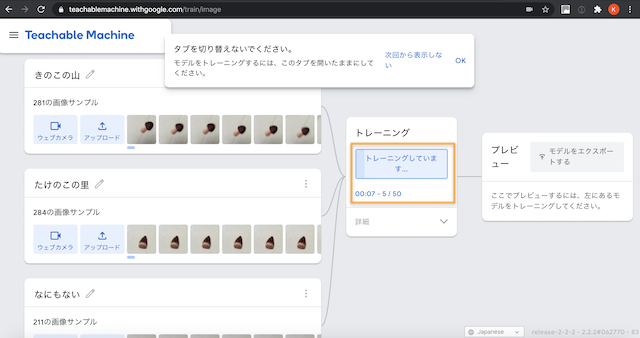 teachablemachine.withgoogle.com/train/image
K
Teachable Machine
タブを切り替えないでください。
モデルをトレーニングするには、このタブを開いたままにして
ください。
次回から表示しな
い
OK
きのこの山
281の画像サンプル
ウェブカメラ
アップロード
たけのこの里
284の画像サンプル
ウェブカメラ
アップロード
なにもない
211の画像サンプル
トレーニング
トレーニングしていま
す...
00:07 - 5 / 50
詳細
プレビ
ュー
モデルをエクスポー
トする
ここでプレビューするには、左にあるモ
デルをトレーニングしてください。
Japanese
release-2-2-2 - 2.2.2#062770 - 83